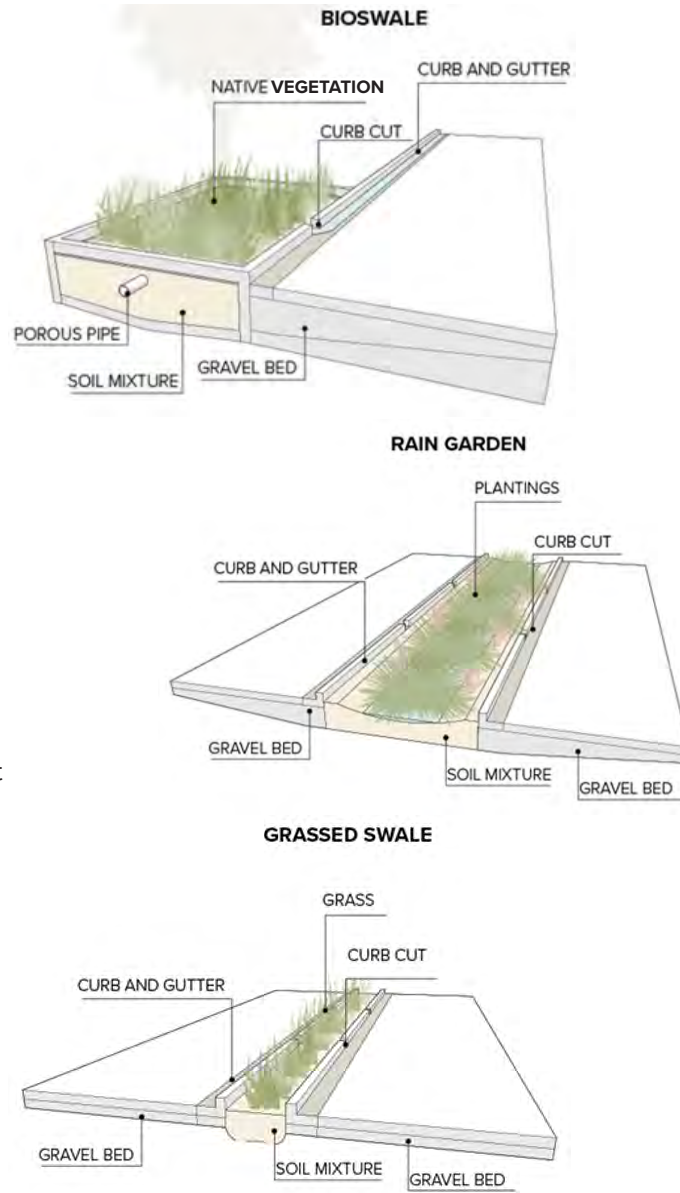 BIOSWALE
CURB AND GUTTER
NATIVE VEGETATION
CURB CUT
POROUS PIPE
GRAVEL BED
SOIL MIXTURE
RAIN GARDEN
PLANTINGS
CURB CUT
CURB AND GUTTER
GRAVEL BED
SOIL MIXTURE
GRAVEL BED
t
GRASSED SWALE
GRASS
CURB CUT
CURB AND GUTTER
GRAVEL BED
SOIL MIXTURE
GRAVEL BED